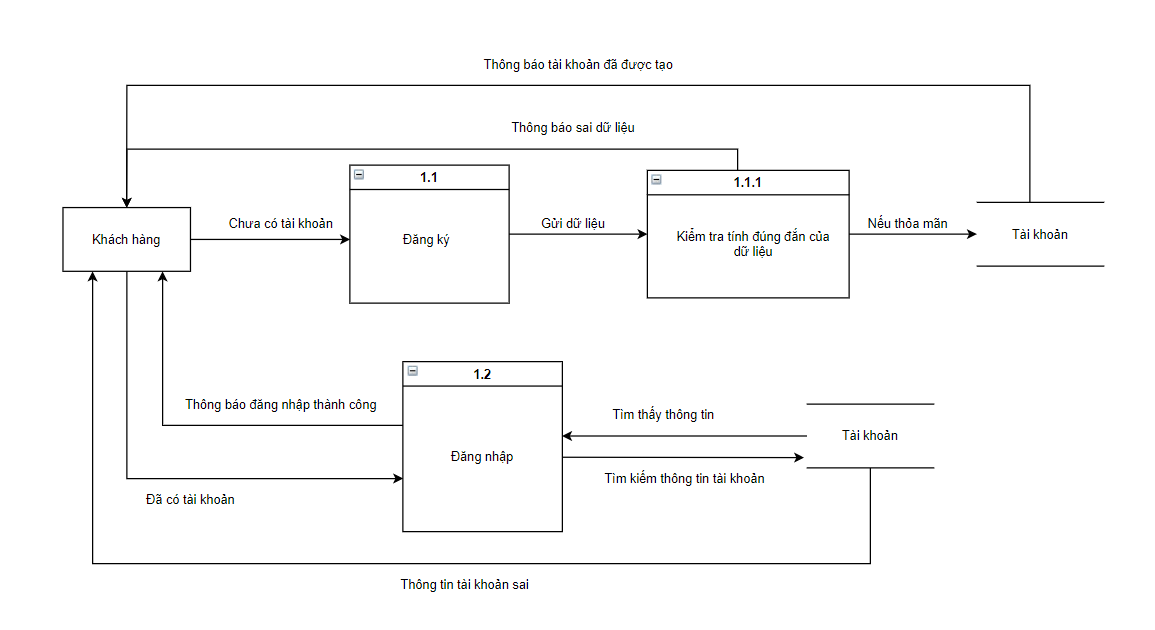 Thông báo tài khoản đã được tạo
Thông báo sai dữ liệu
1.1
1.1.1
Khách hàng
Chưa có tài khoản
Đăng ký
Gửi dữ liệu
Kiểm tra tính đúng đắn của
dữ liệu
Nếu thỏa mãn
Tài khoản
1.2
Thông báo đăng nhập thành công
Đăng nhập
Tìm thấy thông tin
Tài khoản
Tìm kiếm thông tin tài khoản
Đã có tài khoản
Thông tin tài khoản sai